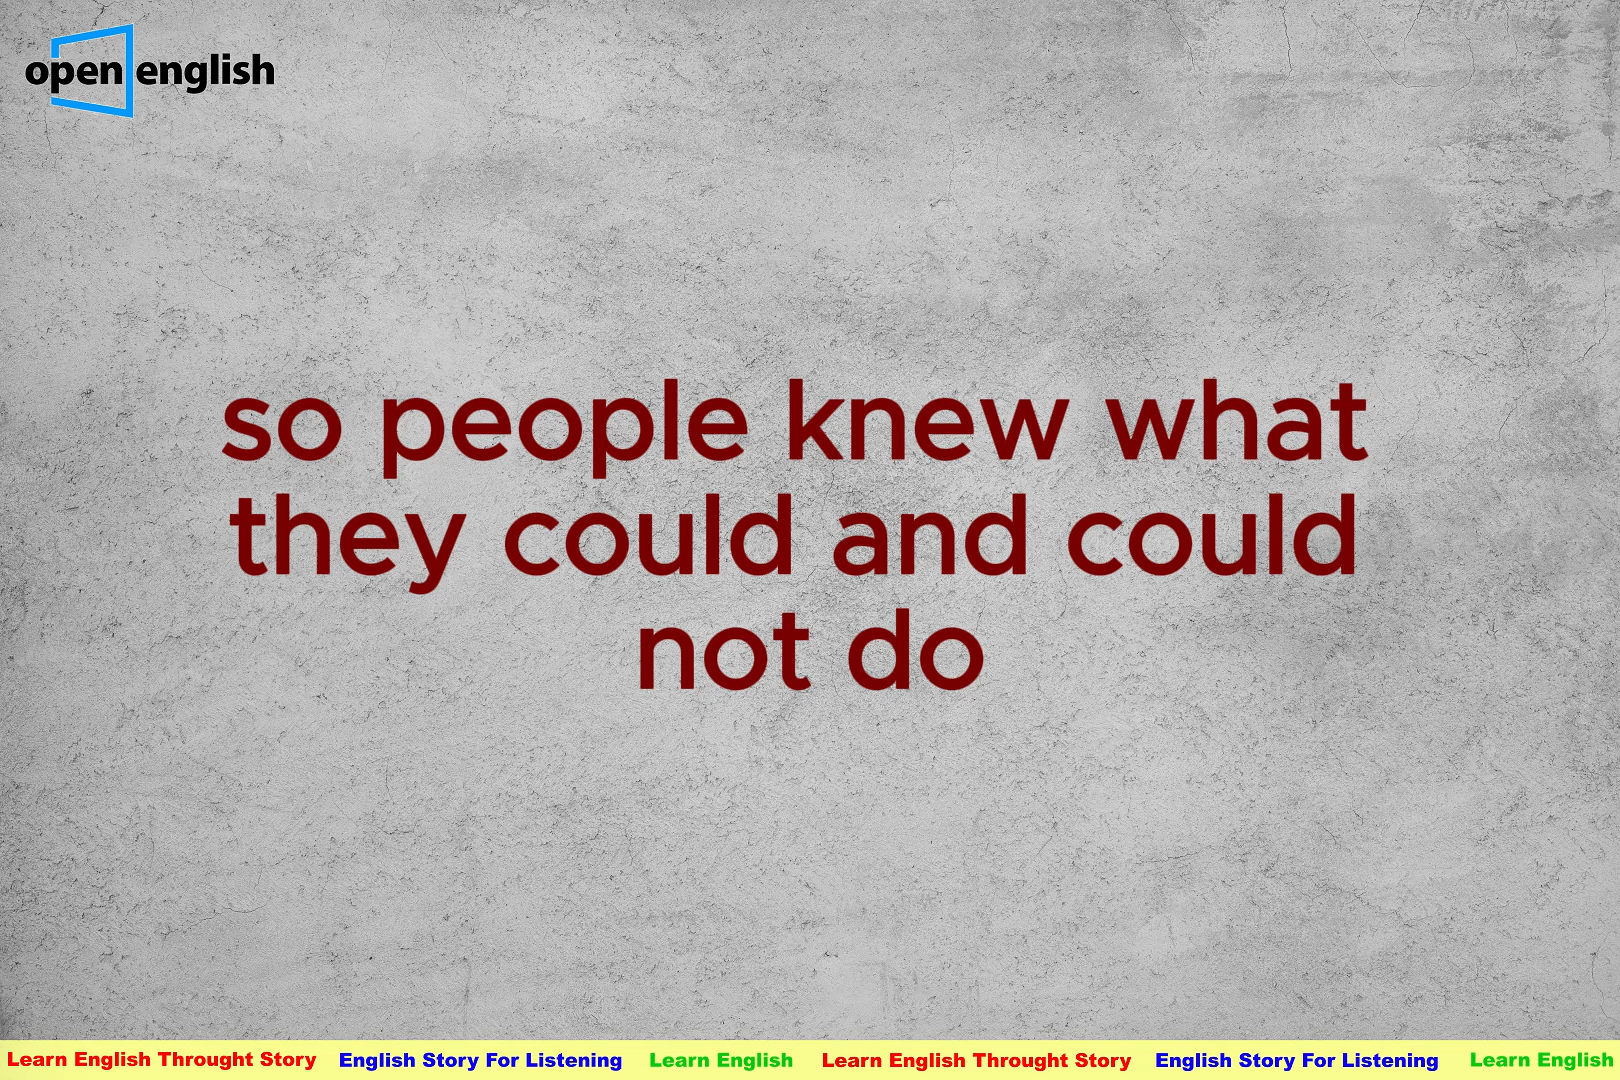 open english
so people knew what
they could and could
not do
Learn English Throught Story English Story For Listening Learn English Learn English Throught Story English Story For Listening Learn English